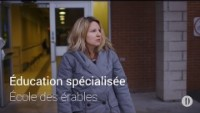 Éducation spécialisée
École des érables
D